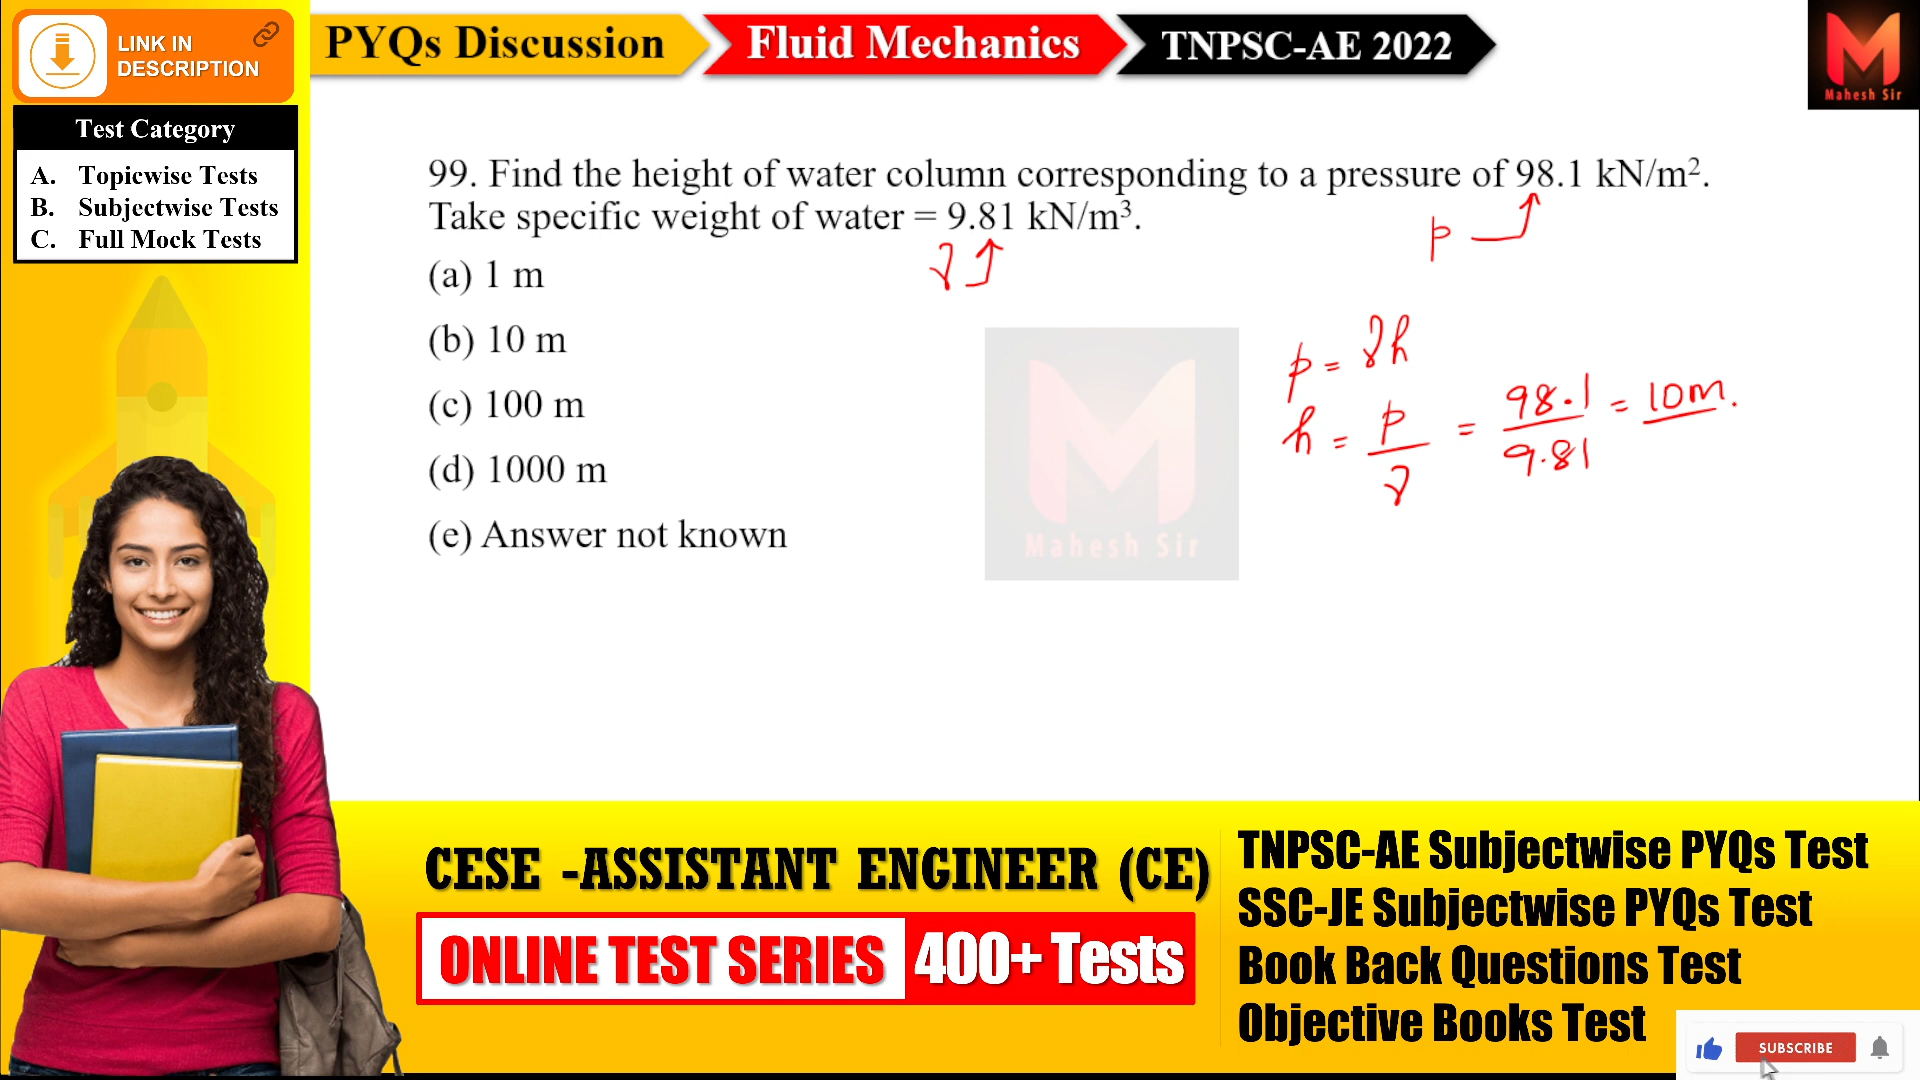 LINK IN
DESCRIPTION
PYQs Discussion
Fluid Mechanics
TNPSC-AE 2022
Mahesh Sir
Test Category
A. Topicwise Tests
B. Subjectwise Tests
C. Full Mock Tests
99. Find the height of water column corresponding to a pressure of 98.1 kN/m².
Take specific weight of water = 9.81 kN/m³.
p
γ
(a) 1 m
(b) 10 m
(c) 100 m
(d) 1000 m
(e) Answer not known
p = γh
h = p/γ = 98.1/9.81 = 10m.
Mahesh Sir
CESE -ASSISTANT ENGINEER (CE)
ONLINE TEST SERIES 400+ Tests
TNPSC-AE Subjectwise PYQs Test
SSC-JE Subjectwise PYQs Test
Book Back Questions Test
Objective Books Test
SUBSCRIBE